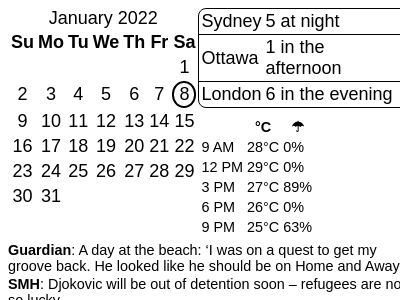 January 2022
Su Mo Tu We Th Fr Sa
1
2 3 4 5 6 7 8
9 10 11 12 13 14 15
16 17 18 19 20 21 22
23 24 25 26 27 28 29
30 31
Sydney 5 at night
Ottawa 1 in the
afternoon
London 6 in the evening
°C ☂
9 AM 28°C 0%
12 PM 29°C 0%
3 PM 27°C 89%
6 PM 26°C 0%
9 PM 25°C 63%
Guardian: A day at the beach: ‘I was on a quest to get my
groove back. He looked like he should be on Home and Away
SMH: Djokovic will be out of detention soon – refugees are no
so lucky